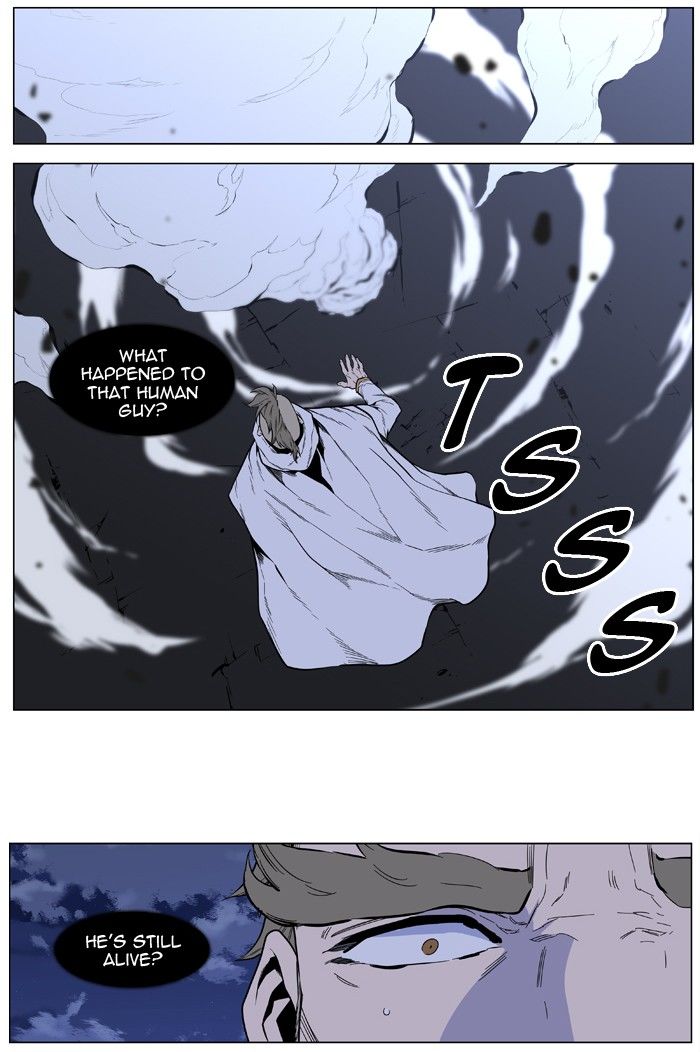 WHAT
HAPPENED TO
THAT HUMAN
GUY?
TSSS
HE'S STILL
ALIVE?